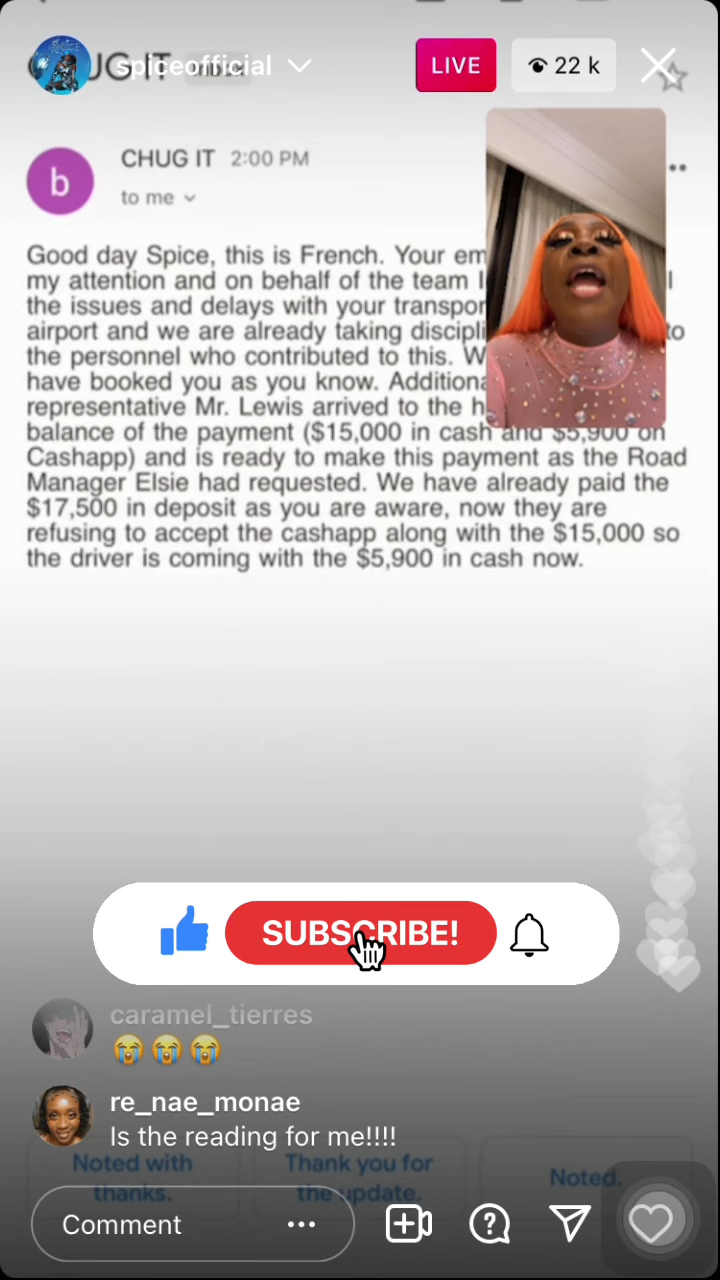 CHUG IT
spiceofficial
LIVE
22 k
CHUG IT 2:00 PM
b
to me
Good day Spice, this is French. Your em
my attention and on behalf of the team I
the issues and delays with your transpor
airport and we are already taking discipli to
the personnel who contributed to this. W
have booked you as you know. Additiona
representative Mr. Lewis arrived to the h
balance of the payment ($15,000 in cash and $5,900 on
Cashapp) and is ready to make this payment as the Road
Manager Elsie had requested. We have already paid the
$17,500 in deposit as you are aware, now they are
refusing to accept the cashapp along with the $15,000 so
the driver is coming with the $5,900 in cash now.
SUBSCRIBE!
caramel_tierres
😭😭😭
re_nae_monae
Is the reading for me!!!!
Noted with
thanks.
Thank you for
the update.
Noted.
Comment